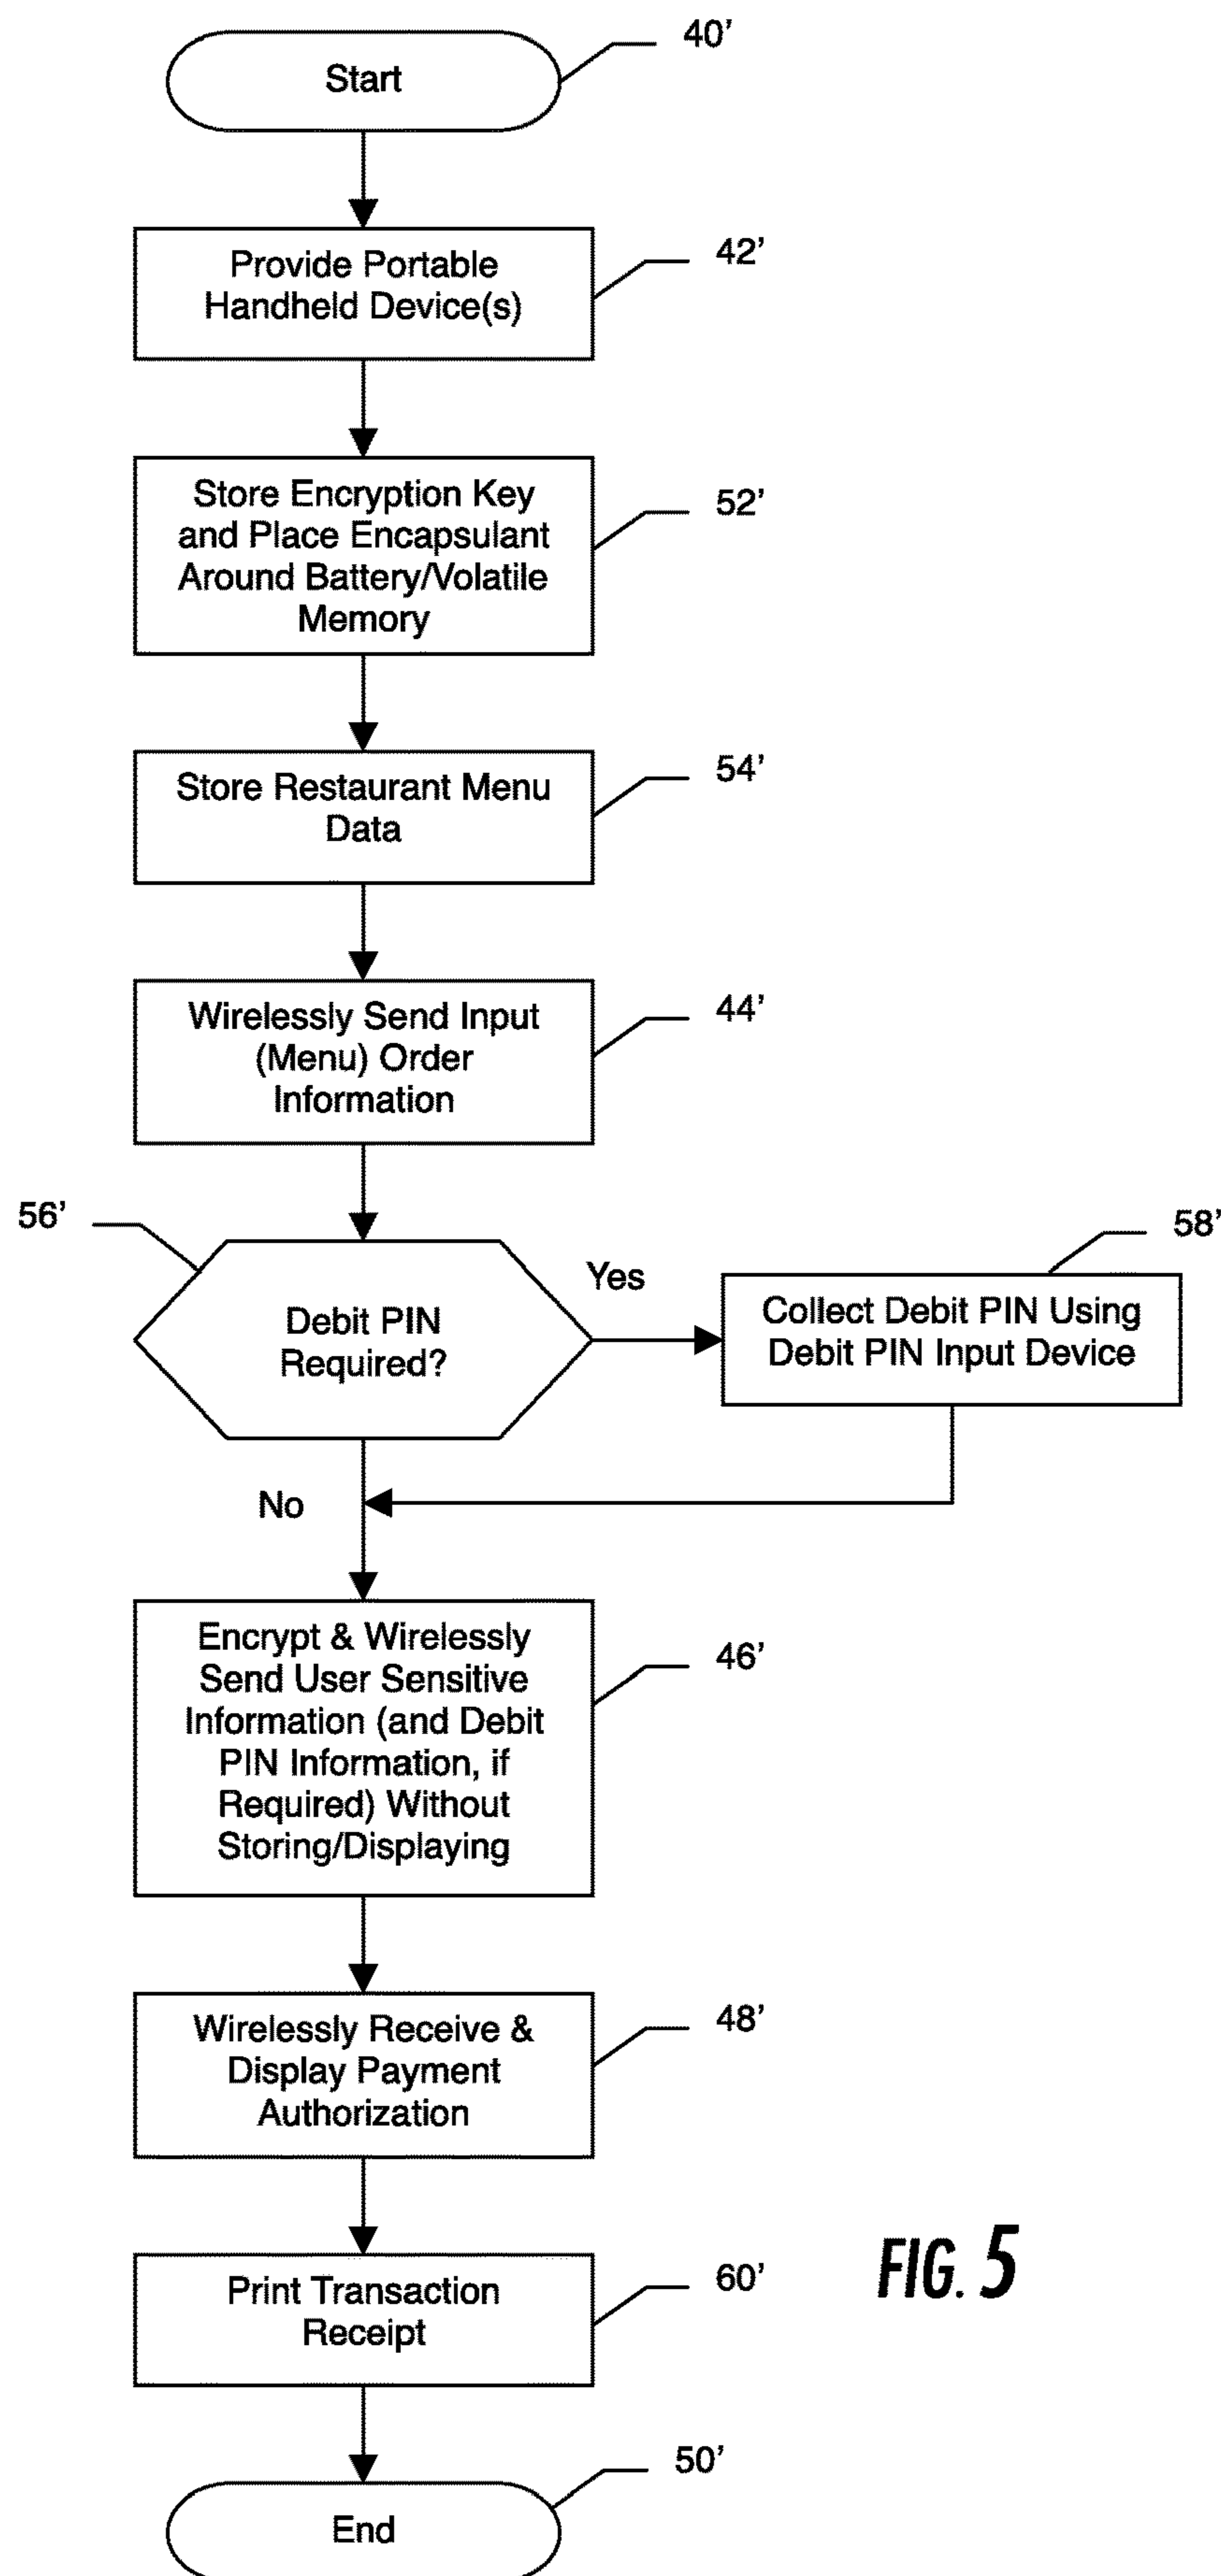 Start
40’
Provide Portable
Handheld Device(s)
42’
Store Encryption Key
and Place Encapsulant
Around Battery/Volatile
Memory
52’
Store Restaurant Menu
Data
54’
Wirelessly Send Input
(Menu) Order
Information
44’
56’
Debit PIN
Required?
Yes
58’
Collect Debit PIN Using
Debit PIN Input Device
No
Encrypt & Wirelessly
Send User Sensitive
Information (and Debit
PIN Information, if
Required) Without
Storing/Displaying
46’
Wirelessly Receive &
Display Payment
Authorization
48’
Print Transaction
Receipt
60’
FIG. 5
End
50’